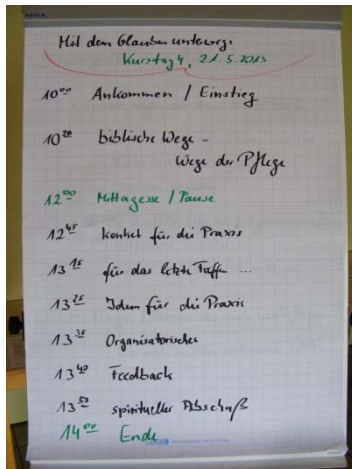 Mit dem Glauben unterwegs
Kurstag 4, 21.5.2013
10⁰⁰ Ankommen / Einstieg
10²⁰ biblische Wege -
Wege der Pflege
12⁰⁰ Mittagesse / Pause
12⁴⁵ konkret für die Praxis
13¹⁵ für das letzte Treffen ...
13²⁵ Ideen für die Praxis
13³⁵ Organisatorisches
13⁴⁰ Feedback
13⁵⁰ spiritueller Abschluß
14⁰⁰ Ende